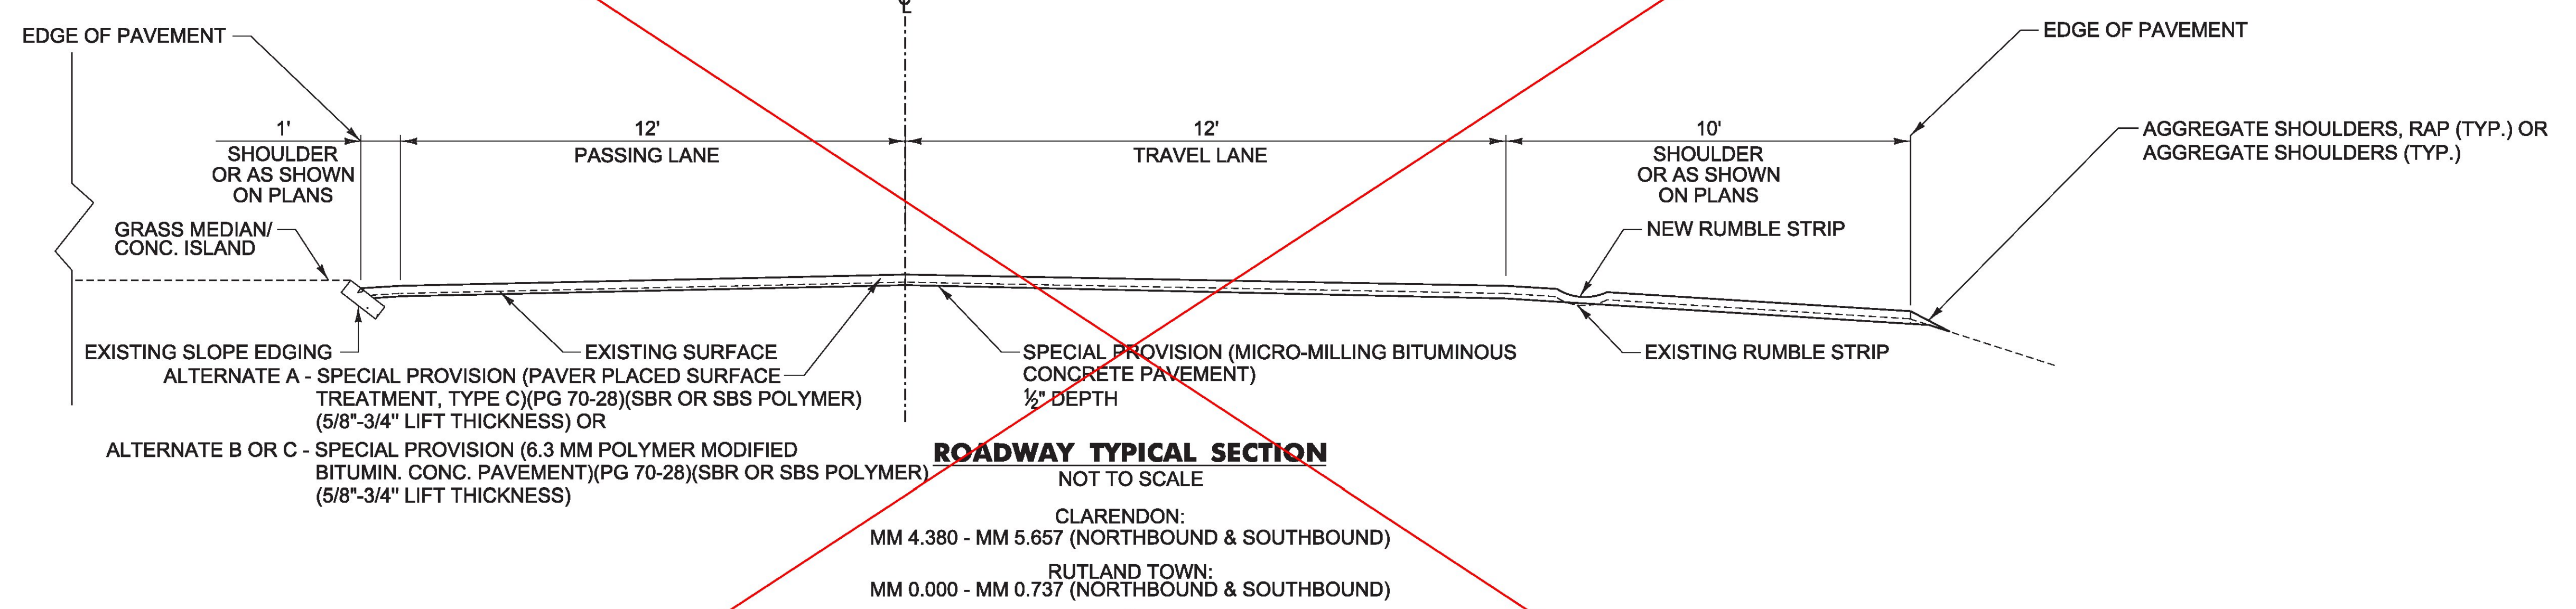 ℄
EDGE OF PAVEMENT
EDGE OF PAVEMENT
1'
12'
12'
10'
SHOULDER
OR AS SHOWN
ON PLANS
PASSING LANE
TRAVEL LANE
SHOULDER
OR AS SHOWN
ON PLANS
AGGREGATE SHOULDERS, RAP (TYP.) OR
AGGREGATE SHOULDERS (TYP.)
GRASS MEDIAN/
CONC. ISLAND
NEW RUMBLE STRIP
EXISTING SLOPE EDGING
EXISTING SURFACE
SPECIAL PROVISION (MICRO-MILLING BITUMINOUS
CONCRETE PAVEMENT)
½" DEPTH
EXISTING RUMBLE STRIP
ALTERNATE A - SPECIAL PROVISION (PAVER PLACED SURFACE
TREATMENT, TYPE C)(PG 70-28)(SBR OR SBS POLYMER)
(5/8"-3/4" LIFT THICKNESS) OR
ALTERNATE B OR C - SPECIAL PROVISION (6.3 MM POLYMER MODIFIED
BITUMIN. CONC. PAVEMENT)(PG 70-28)(SBR OR SBS POLYMER)
(5/8"-3/4" LIFT THICKNESS)
ROADWAY TYPICAL SECTION
NOT TO SCALE
CLARENDON:
MM 4.380 - MM 5.657 (NORTHBOUND & SOUTHBOUND)
RUTLAND TOWN:
MM 0.000 - MM 0.737 (NORTHBOUND & SOUTHBOUND)